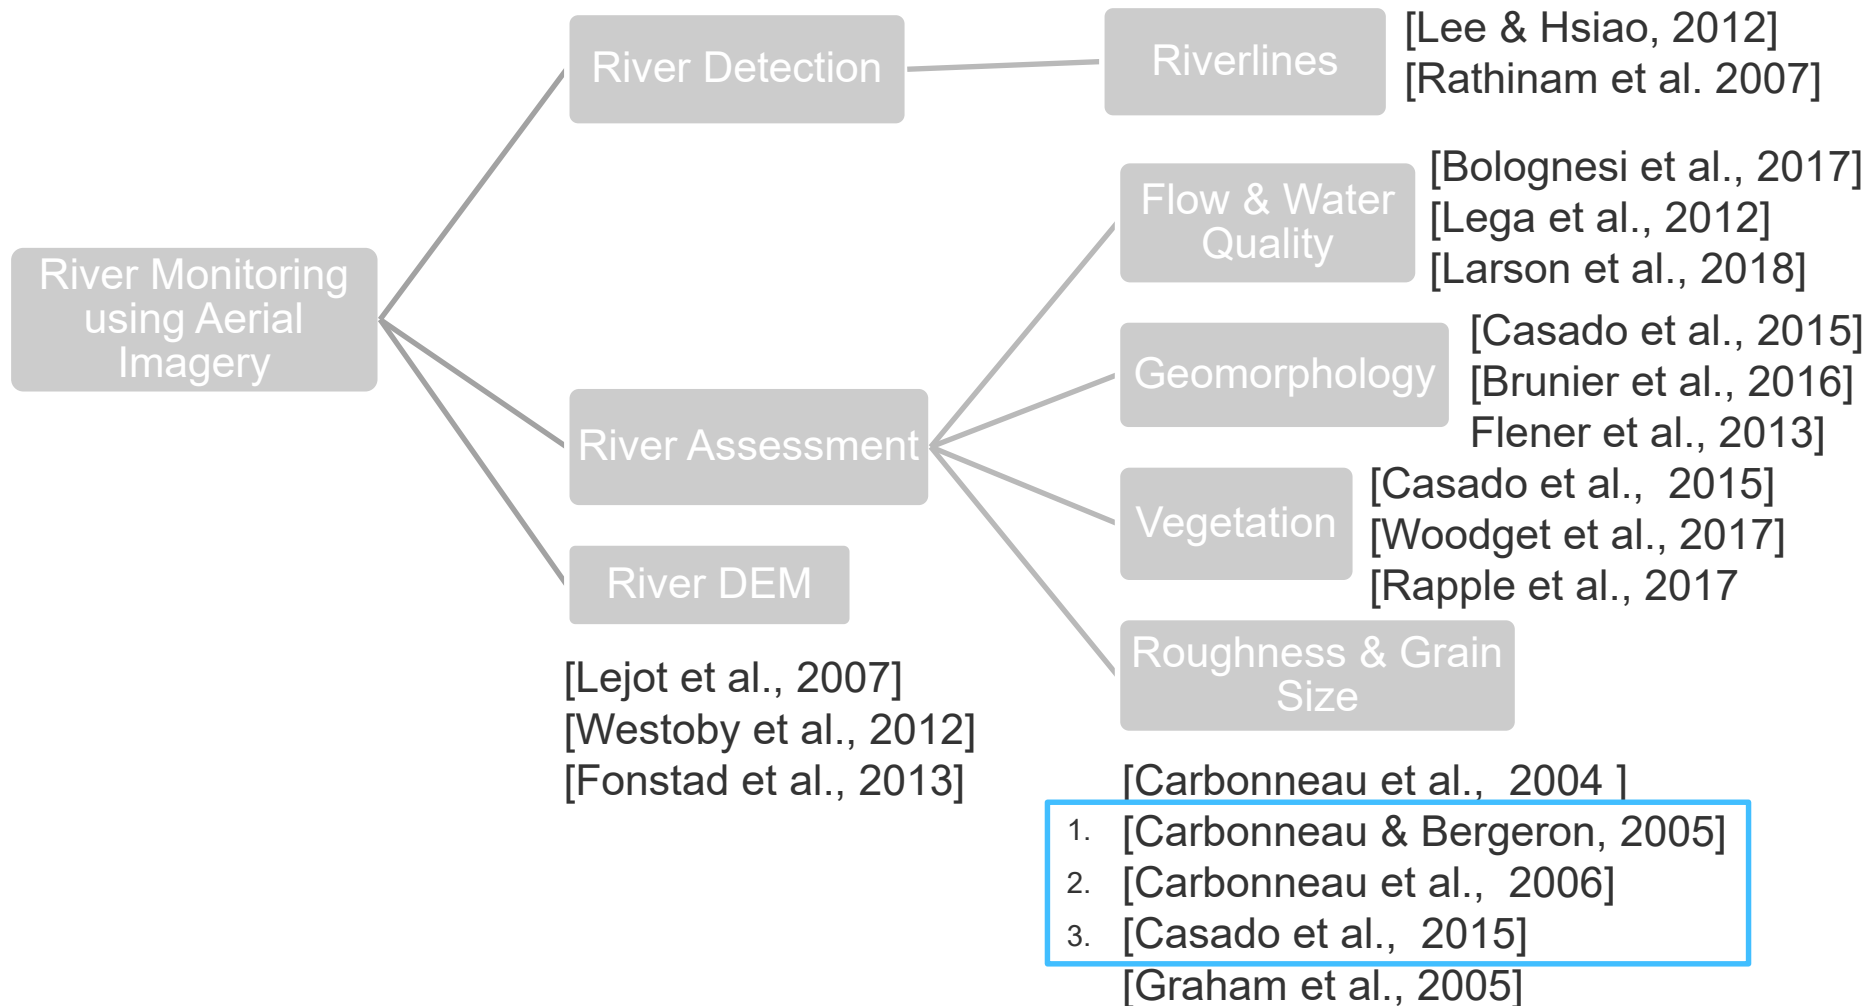 River Monitoring
using Aerial
Imagery
River Detection
Riverlines
[Lee & Hsiao, 2012]
[Rathinam et al. 2007]
River Assessment
Flow & Water
Quality
[Bolognesi et al., 2017]
[Lega et al., 2012]
[Larson et al., 2018]
Geomorphology
[Casado et al., 2015]
[Brunier et al., 2016]
Flener et al., 2013]
Vegetation
[Casado et al.,  2015]
[Woodget et al., 2017]
[Rapple et al., 2017
Roughness & Grain
Size
[Carbonneau et al.,  2004 ]
1. [Carbonneau & Bergeron, 2005]
2. [Carbonneau et al.,  2006]
3. [Casado et al.,  2015]
[Graham et al., 2005]
River DEM
[Lejot et al., 2007]
[Westoby et al., 2012]
[Fonstad et al., 2013]